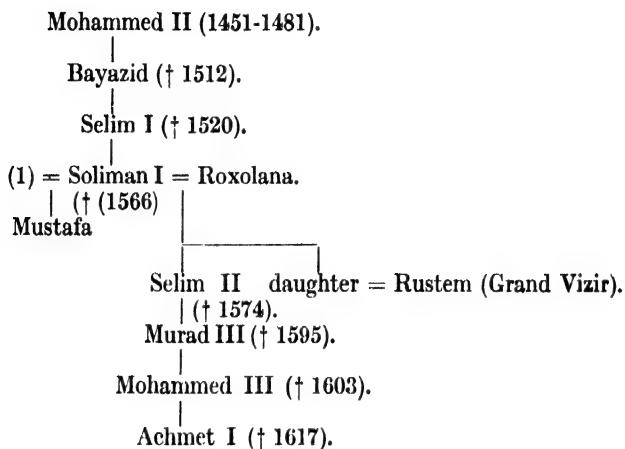 Mohammed II (1451-1481).
Bayazid († 1512).
Selim I († 1520).
(1) = Soliman I = Roxolana.
(† (1566)
Mustafa
Selim II daughter = Rustem (Grand Vizir).
(† 1574).
Murad III († 1595).
Mohammed III († 1603).
Achmet I († 1617).